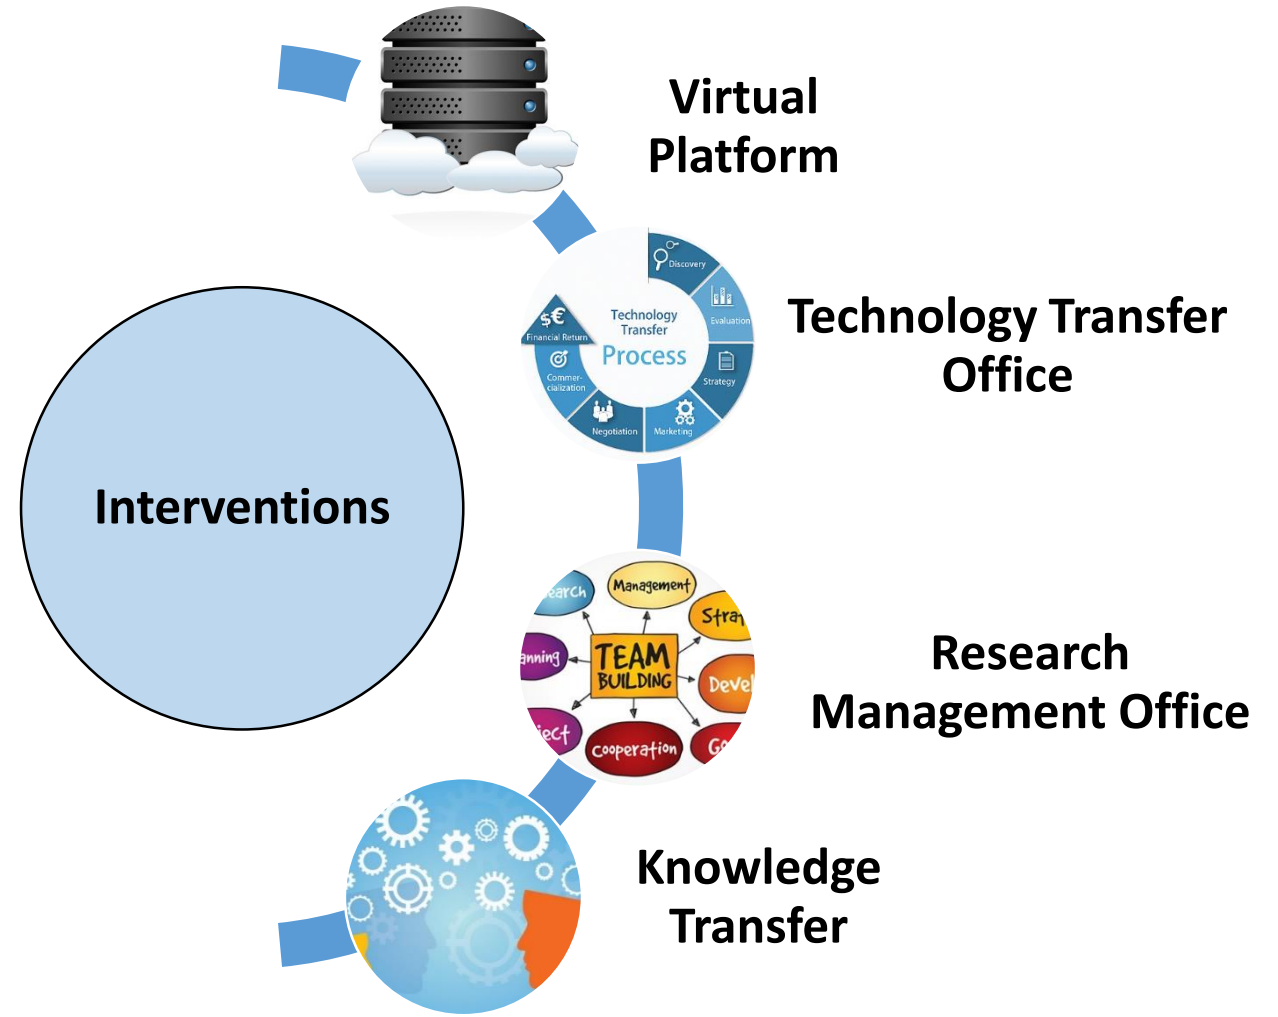 Virtual
Platform
Discovery
Evaluation
Strategy
Marketing
Negotiation
Commer-
cialization
$€
Financial Return
Technology
Transfer
Process
Technology Transfer
Office
Interventions
Management
TEAM
BUILDING
Cooperation
Research
Management Office
Knowledge
Transfer